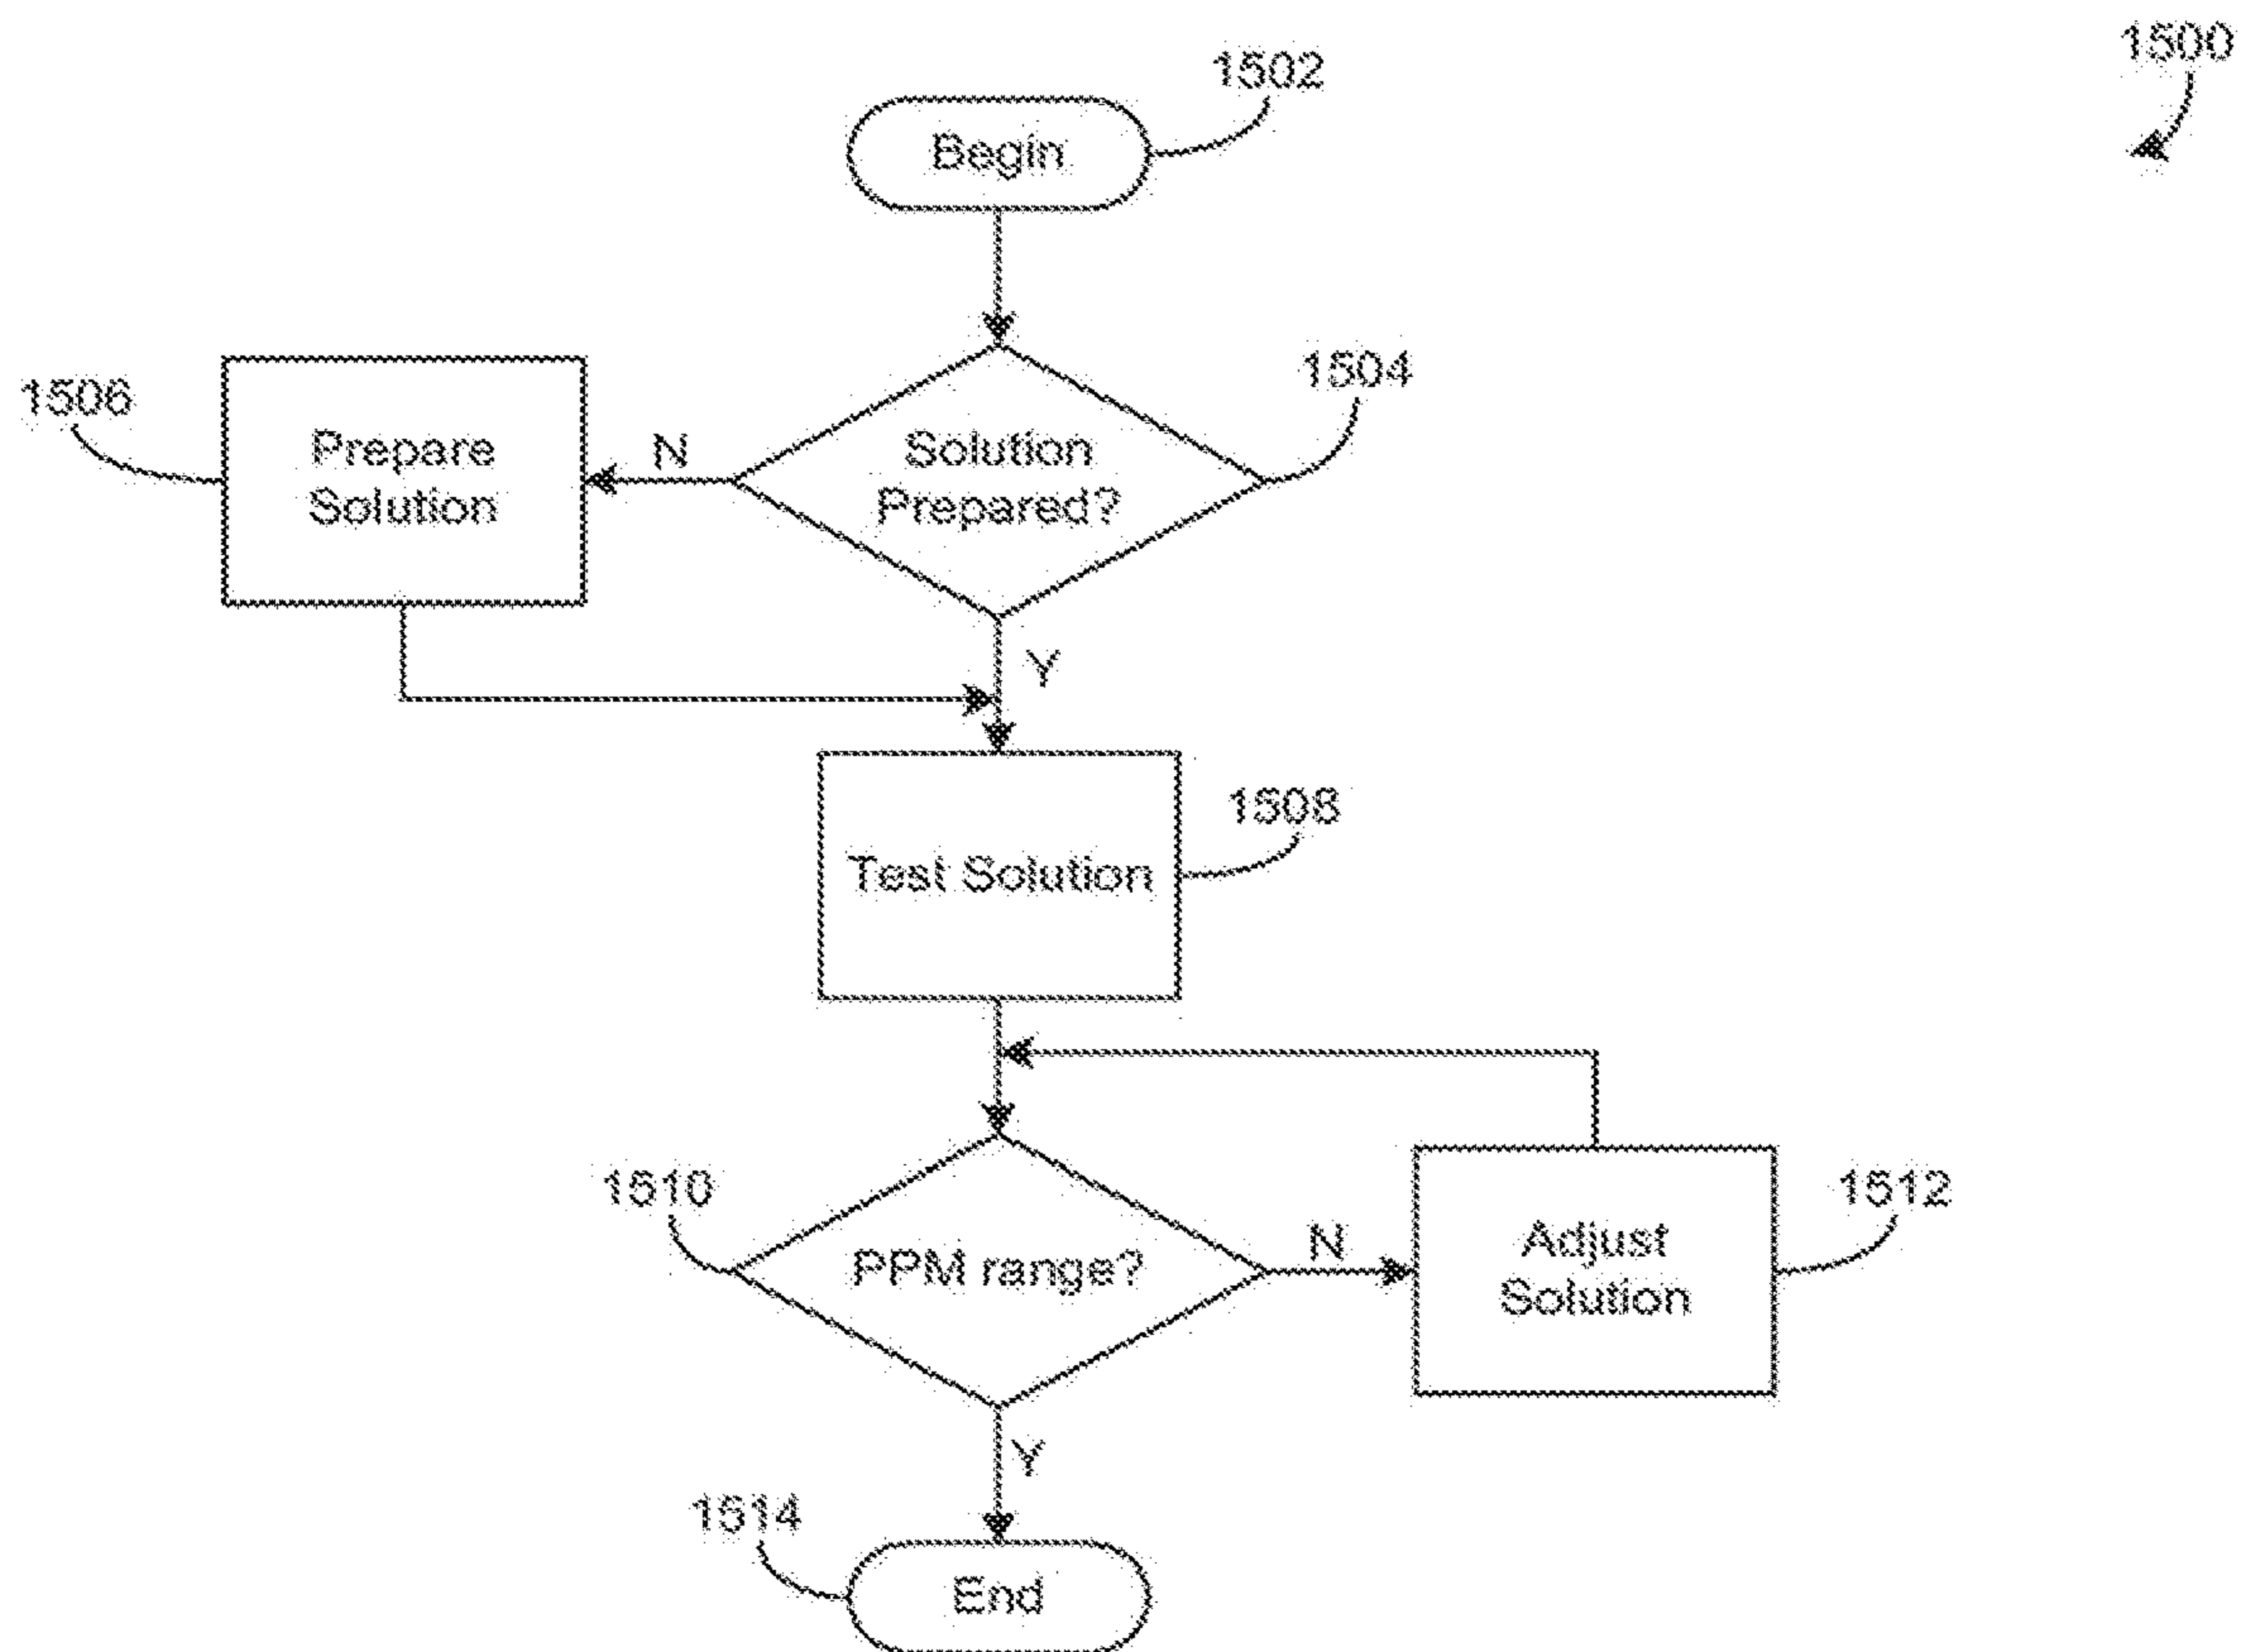 1500
1502
Begin
1504
1506
Prepare
Solution
N
Solution
Prepared?
Y
1508
Test Solution
1510
PPM range?
N
1512
Adjust
Solution
Y
1514
End